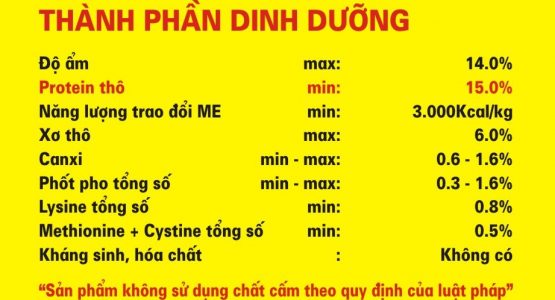 THÀNH PHẦN DINH DƯỠNG
Độ ẩm max: 14.0%
Protein thô min: 15.0%
Năng lượng trao đổi ME min: 3.000Kcal/kg
Xơ thô max: 6.0%
Canxi min - max: 0.6 - 1.6%
Phốt pho tổng số min - max: 0.3 - 1.6%
Lysine tổng số min: 0.8%
Methionine + Cystine tổng số min: 0.5%
Kháng sinh, hóa chất : Không có
“Sản phẩm không sử dụng chất cấm theo quy định của luật pháp”